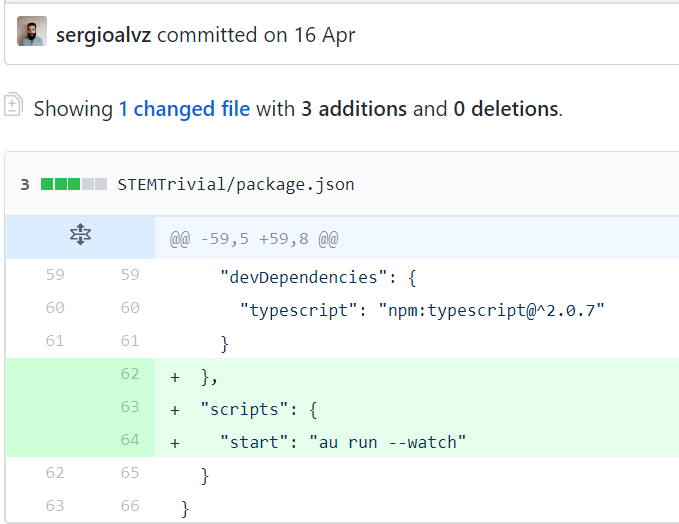 sergioalvz committed on 16 Apr
Showing 1 changed file with 3 additions and 0 deletions.
3 STEMTrivial/package.json
@@ -59,5 +59,8 @@
59 59 "devDependencies": {
60 60 "typescript": "npm:typescript@^2.0.7"
61 61 }
62 + },
63 + "scripts": {
64 + "start": "au run --watch"
62 65 }
63 66 }